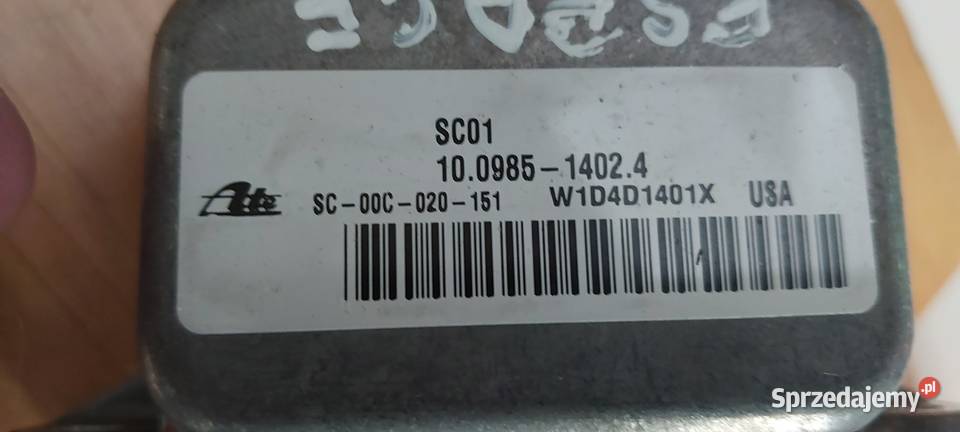 SC01
10.0985-1402.4
Ate SC-00C-020-151 W1D4D1401X USA
Sprzedajemy.pl